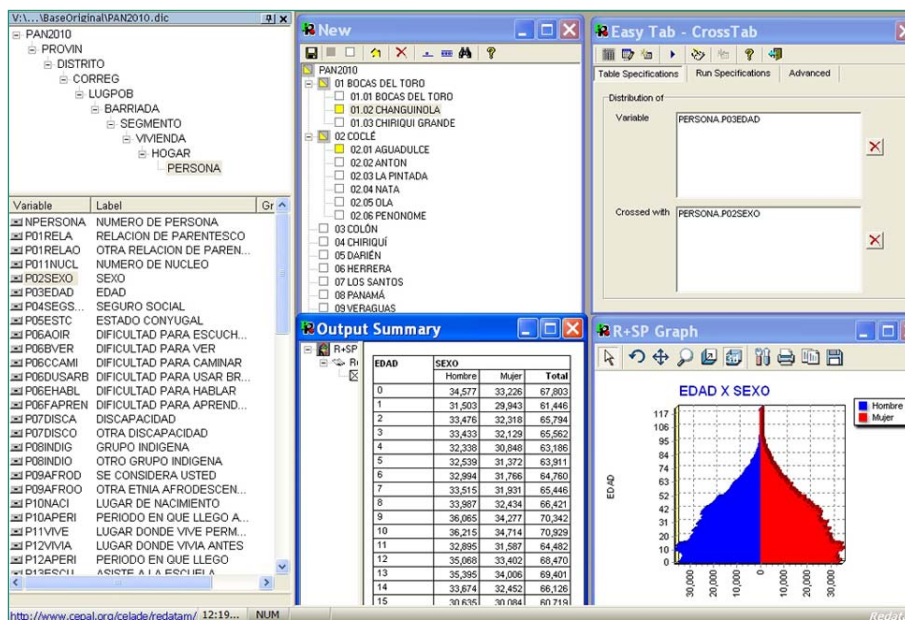 V:\...\BaseOriginal\PAN2010.dic
PAN2010
PROVIN
DISTRITO
CORREG
LUGPOB
BARRIADA
SEGMENTO
VIVIENDA
HOGAR
PERSONA
Variable Label Gr
NPERSONA NUMERO DE PERSONA
P01RELA RELACION DE PARENTESCO
P01RELAO OTRA RELACION DE PAREN...
P011NUCL NUMERO DE NUCLEO
P02SEXO SEXO
P03EDAD EDAD
P04SEGS... SEGURO SOCIAL
P05ESTC ESTADO CONYUGAL
P06AOIR DIFICULTAD PARA ESCUCH...
P06BVER DIFICULTAD PARA VER
P06CCAMI DIFICULTAD PARA CAMINAR
P06DUSARB DIFICULTAD PARA USAR BR...
P06EHABL DIFICULTAD PARA HABLAR
P06FAPREN DIFICULTAD PARA APREND...
P07DISCA DISCAPACIDAD
P07DISCO OTRA DISCAPACIDAD
P08INDIG GRUPO INDIGENA
P08INDIO OTRO GRUPO INDIGENA
P09AFROD SE CONSIDERA USTED
P09AFROO OTRA ETNIA AFRODESCEN...
P10NACI LUGAR DE NACIMIENTO
P10APERI PERIODO EN QUE LLEGO A...
P11VIVE LUGAR DONDE VIVE PERM...
P12VIVIA LUGAR DONDE VIVIA ANTES
P12APERI PERIODO EN QUE LLEGO
P13ESCU ASISTE A LA ESCUELA
http://www.cepal.org/celade/redatam/ 12:19... NUM
New
PAN2010
01 BOCAS DEL TORO
01.01 BOCAS DEL TORO
01.02 CHANGUINOLA
01.03 CHIRIQUI GRANDE
02 COCLÉ
02.01 AGUADULCE
02.02 ANTON
02.03 LA PINTADA
02.04 NATA
02.05 OLA
02.06 PENONOME
03 COLÓN
04 CHIRIQUÍ
05 DARIÉN
06 HERRERA
07 LOS SANTOS
08 PANAMÁ
09 VERAGUAS
Easy Tab - CrossTab
Table Specifications Run Specifications Advanced
Distribution of
Variable PERSONA.P03EDAD
Crossed with PERSONA.P02SEXO
Output Summary
R+SP
EDAD SEXO
Hombre Mujer Total
0 34,577 33,226 67,803
1 31,503 29,943 61,446
2 33,476 32,318 65,794
3 33,433 32,129 65,562
4 32,338 30,848 63,186
5 32,539 31,372 63,911
6 32,994 31,766 64,760
7 33,515 31,931 65,446
8 33,987 32,434 66,421
9 36,065 34,277 70,342
10 36,215 34,714 70,929
11 32,895 31,587 64,482
12 35,068 33,402 68,470
13 35,395 34,006 69,401
14 33,674 32,452 66,126
15 30,635 30,084 60,719
R+SP Graph
EDAD X SEXO
Hombre
Mujer
EDAD
117
106
95
84
74
63
52
42
31
20
10
0
30,000 20,000 10,000 0 10,000 20,000 30,000